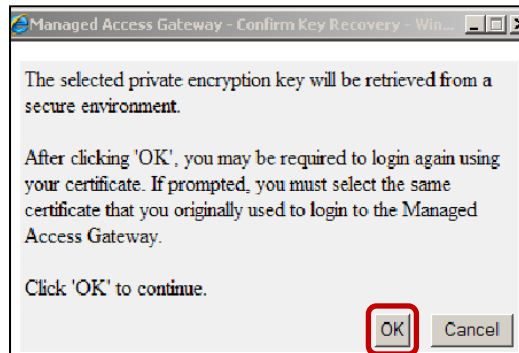 Managed Access Gateway - Confirm Key Recovery - Win...
The selected private encryption key will be retrieved from a
secure environment.
After clicking 'OK', you may be required to login again using
your certificate. If prompted, you must select the same
certificate that you originally used to login to the Managed
Access Gateway.
Click 'OK' to continue.
OK Cancel